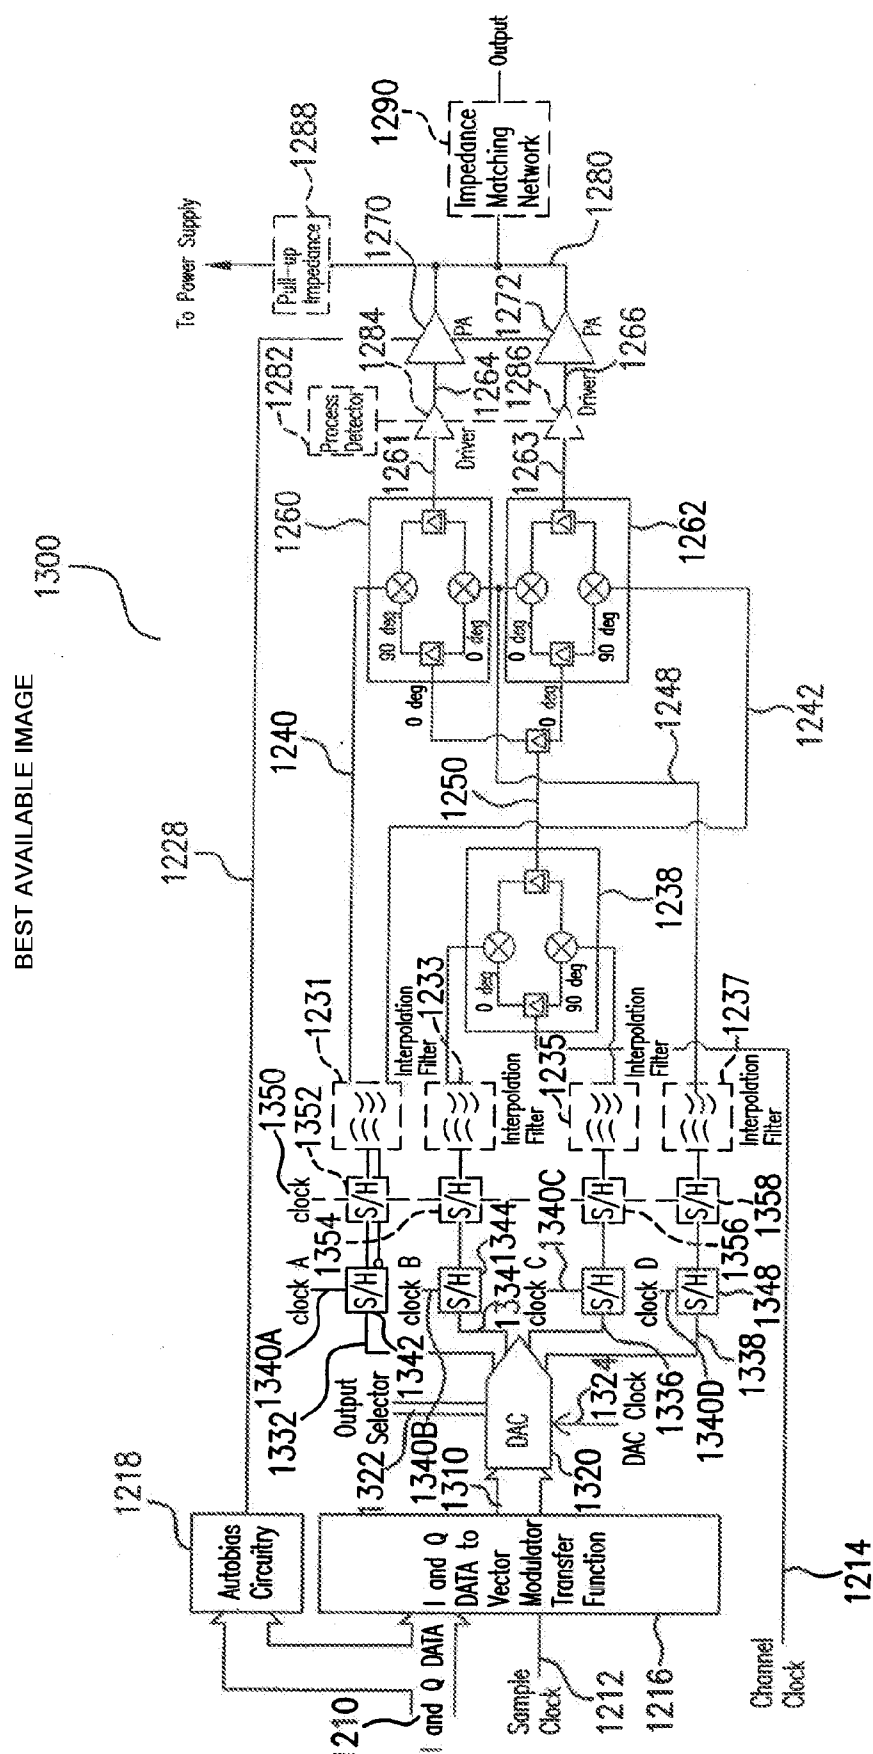 BEST AVAILABLE IMAGE
1300
I and Q DATA
1210
Sample
Clock
1212
1216
Channel
Clock
1214
1218
Autobias
Circuitry
I and Q
DATA to
Vector
Modulator
Transfer
Function
1228
1310
1320
DAC
1322
Output
Selector
1324
DAC Clock
1332
1334
1336
1338
clock A
1340A
clock B
1340B
clock C
1340C
clock D
1340D
S/H
1342
S/H
1344
S/H
S/H
1348
clock
1350
S/H
1352
S/H
1354
S/H
1356
S/H
1358
1231
Interpolation
Filter
1233
Interpolation
Filter
1235
Interpolation
Filter
1237
Interpolation
Filter
1238
0 deg
90 deg
1240
1242
1248
1250
0 deg
0 deg
1260
90 deg
0 deg
1262
0 deg
90 deg
1261
1263
Process
Detector
1282
Driver
1284
1264
Driver
1286
1266
PA
1270
PA
1272
1280
To Power Supply
Pull-up
Impedance
1288
Impedance
Matching
Network
1290
Output